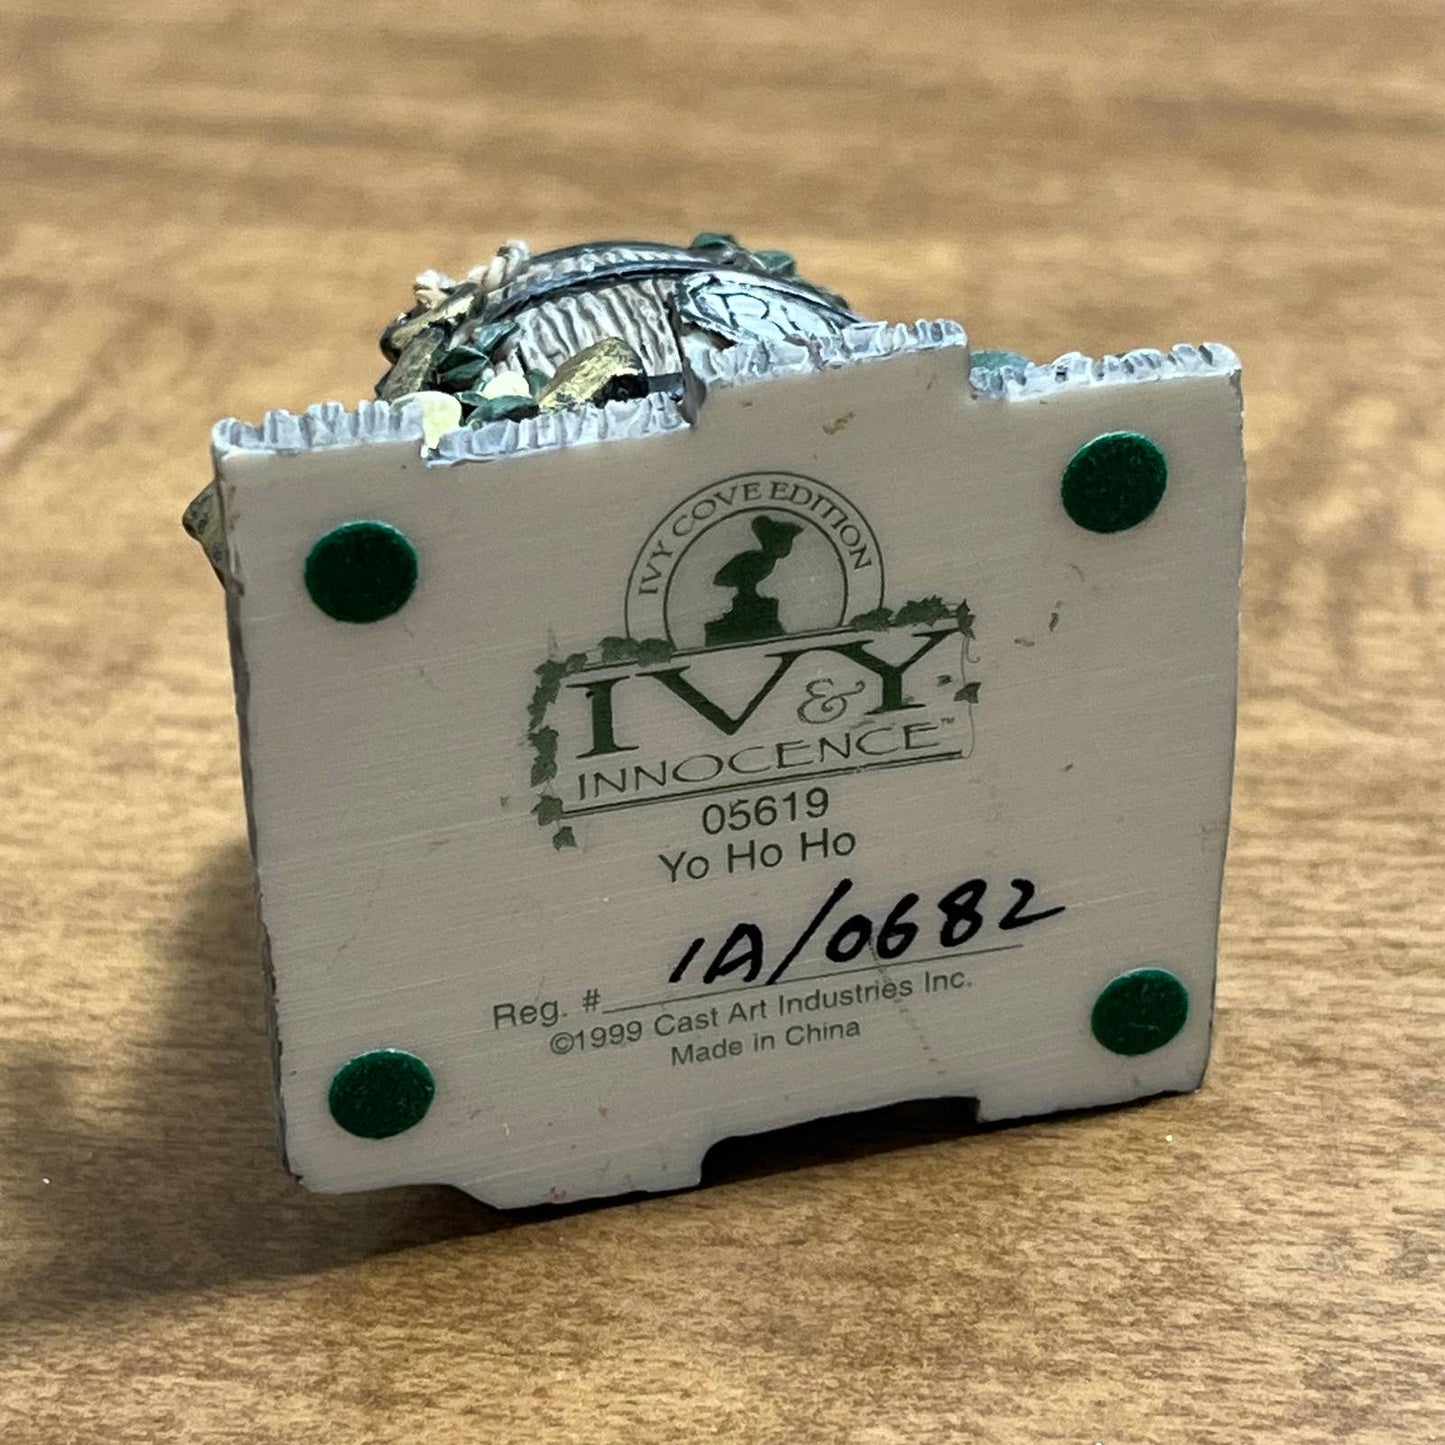 IVY COVE EDITION
IVY &
INNOCENCE™
05619
Yo Ho Ho
Reg. # 1A/0682
©1999 Cast Art Industries Inc.
Made in China